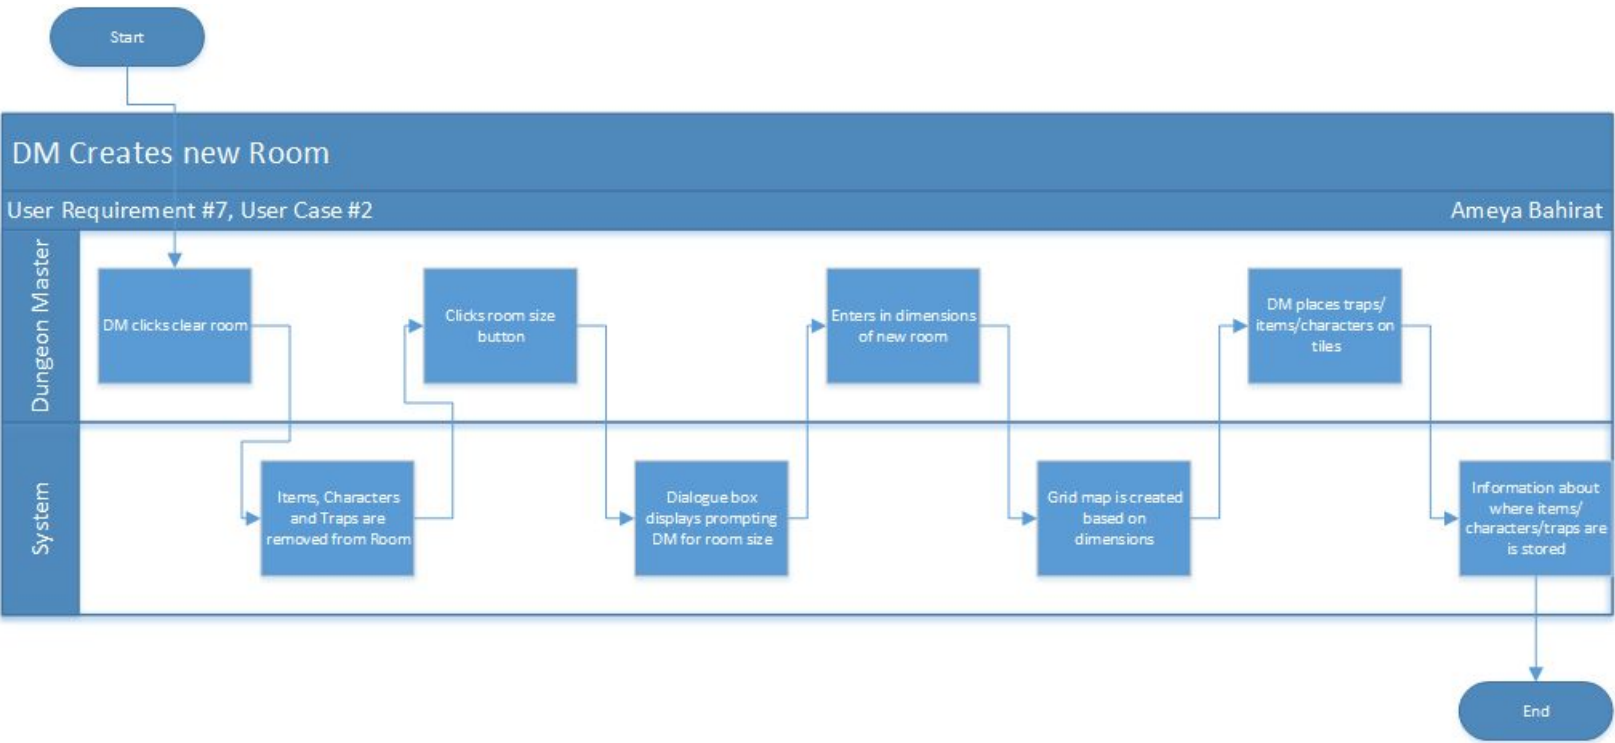 Start
DM Creates new Room
User Requirement #7, User Case #2
Ameya Bahirat
Dungeon Master
DM clicks clear room
Clicks room size
button
Enters in dimensions
of new room
DM places traps/
items/characters on
tiles
System
Items, Characters
and Traps are
removed from Room
Dialogue box
displays prompting
DM for room size
Grid map is created
based on
dimensions
Information about
where items/
characters/traps are
is stored
End